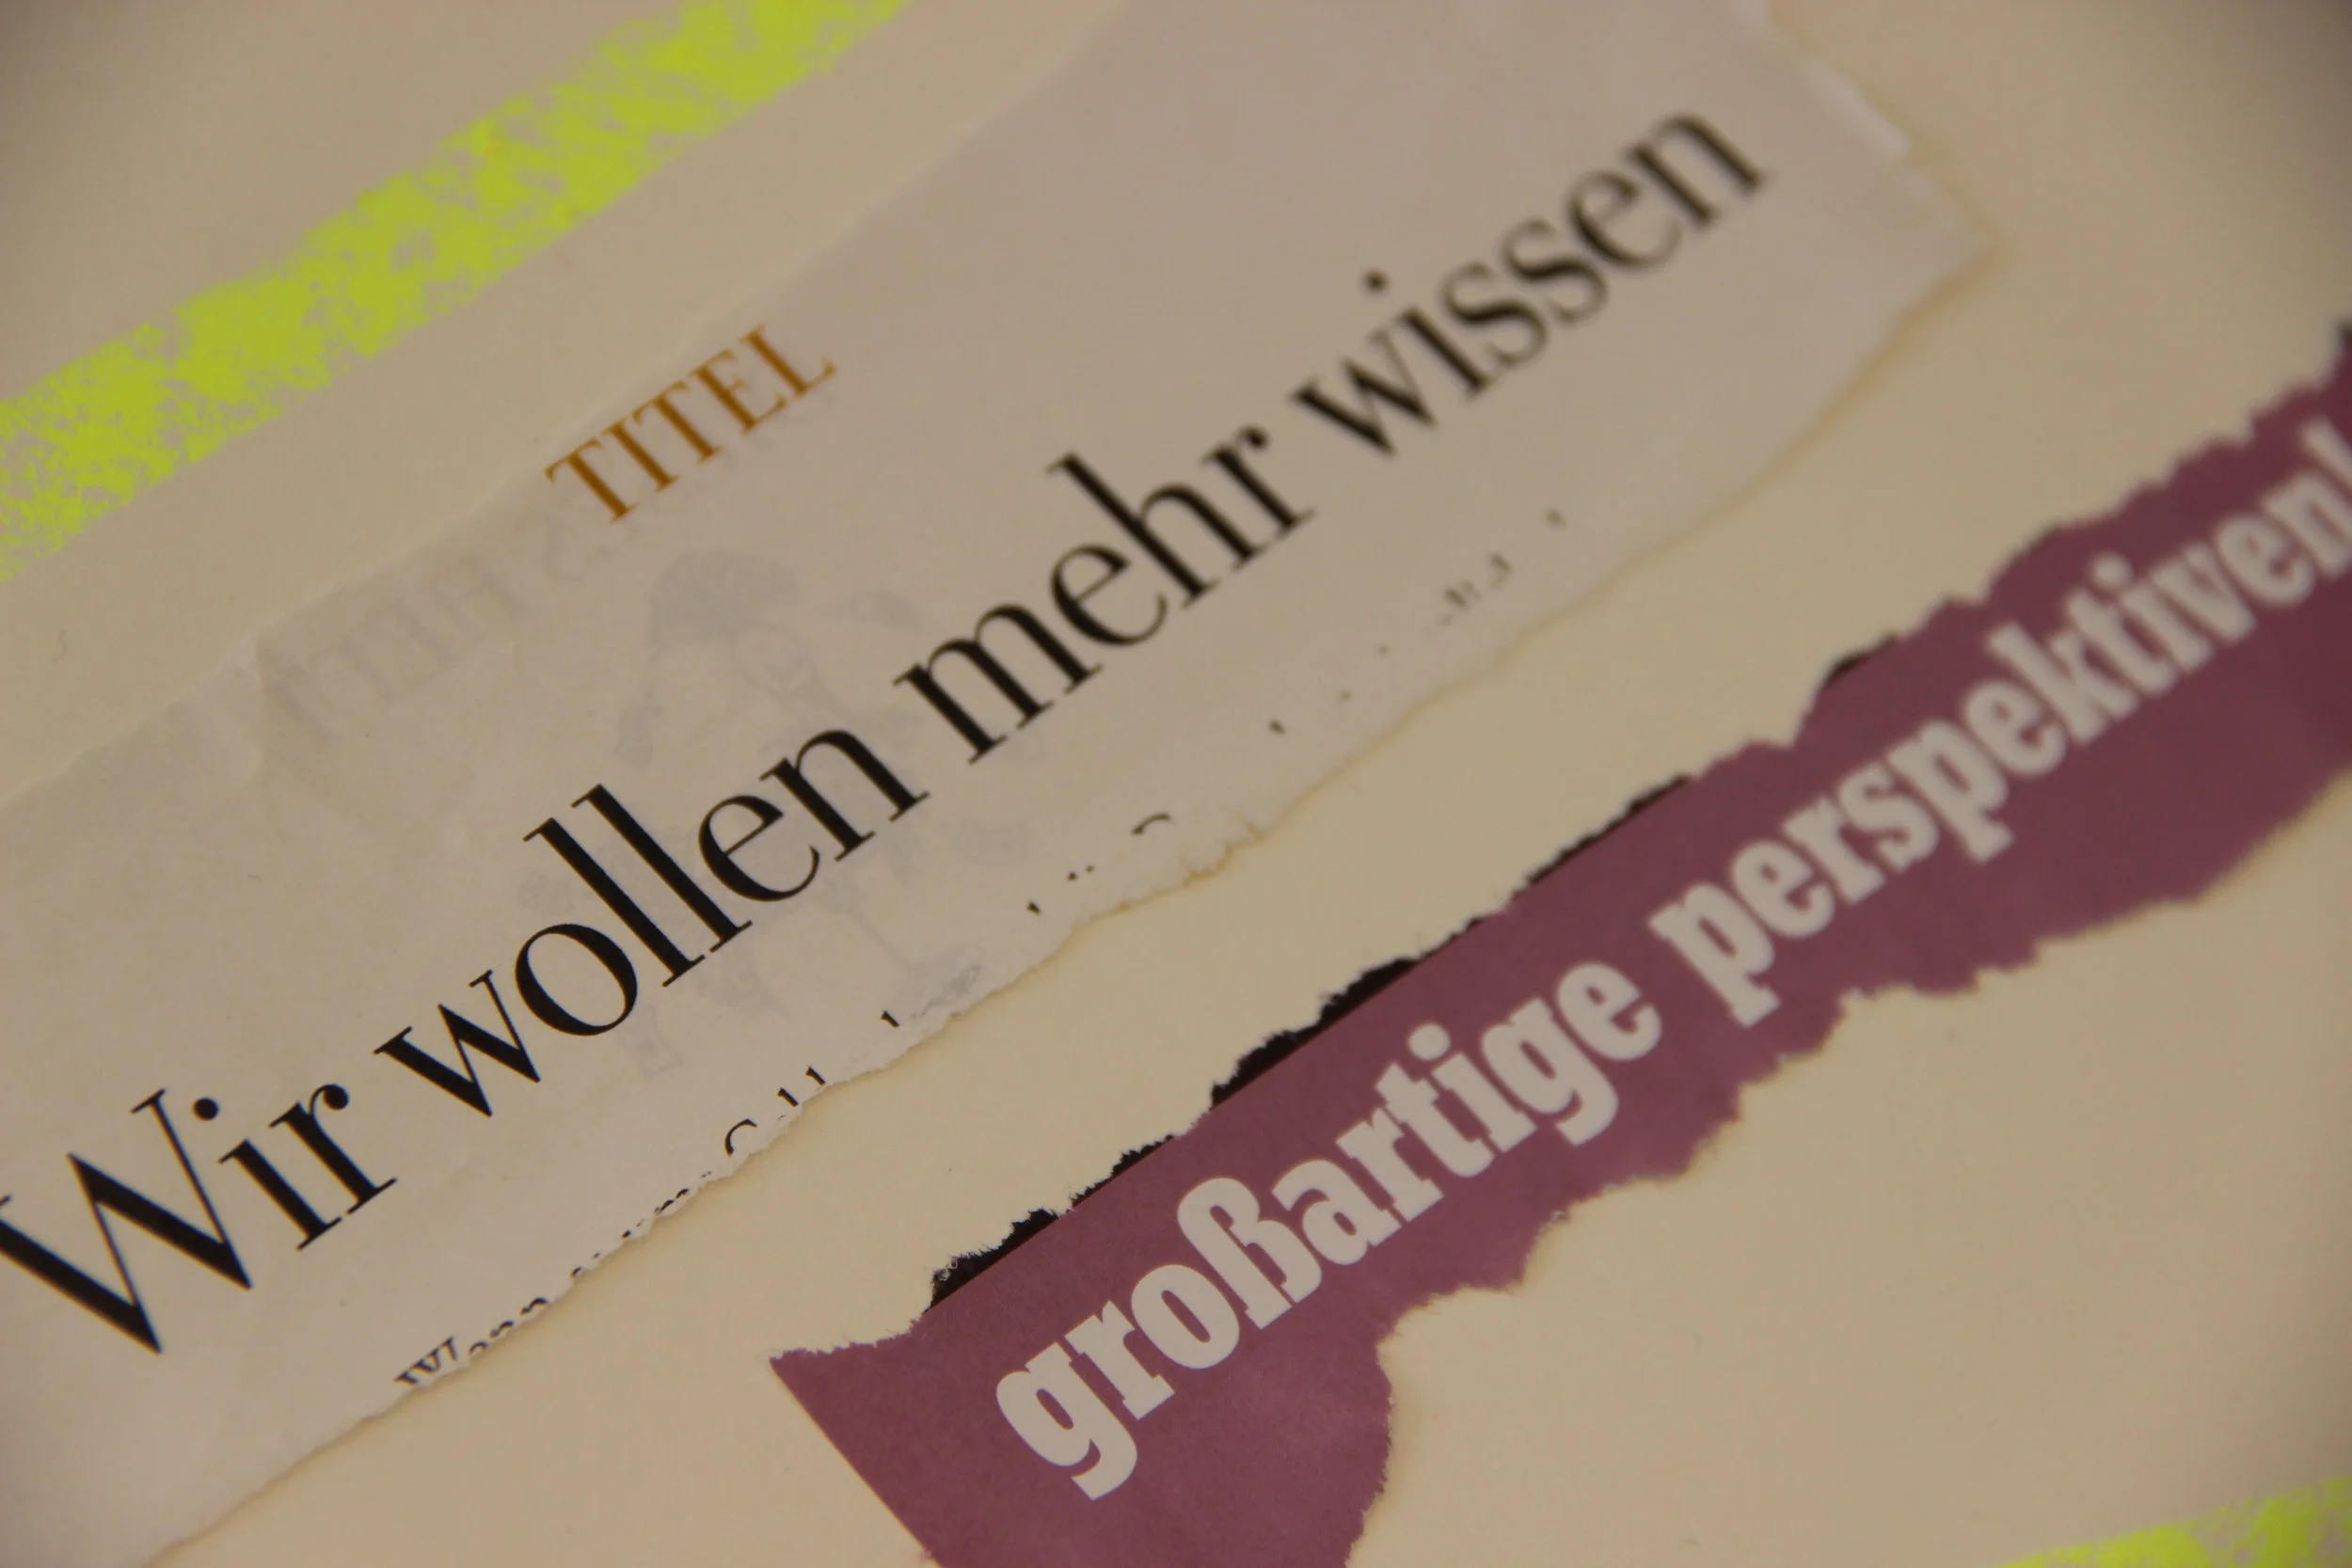 TITEL
Wir wollen mehr wissen
großartige perspektiven!